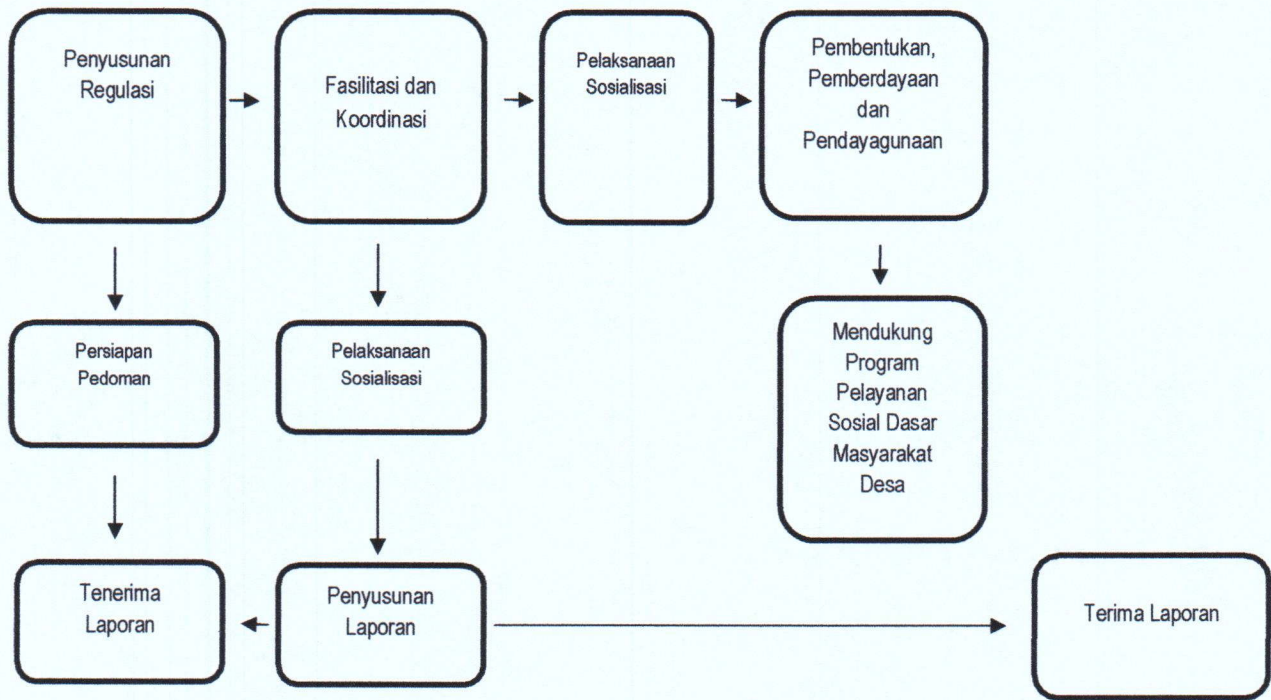 Penyusunan
Regulasi
Fasilitasi dan
Koordinasi
Pelaksanaan
Sosialisasi
Pembentukan,
Pemberdayaan
dan
Pendayagunaan
Persiapan
Pedoman
Pelaksanaan
Sosialisasi
Mendukung
Program
Pelayanan
Sosial Dasar
Masyarakat
Desa
Tenerima
Laporan
Penyusunan
Laporan
Terima Laporan